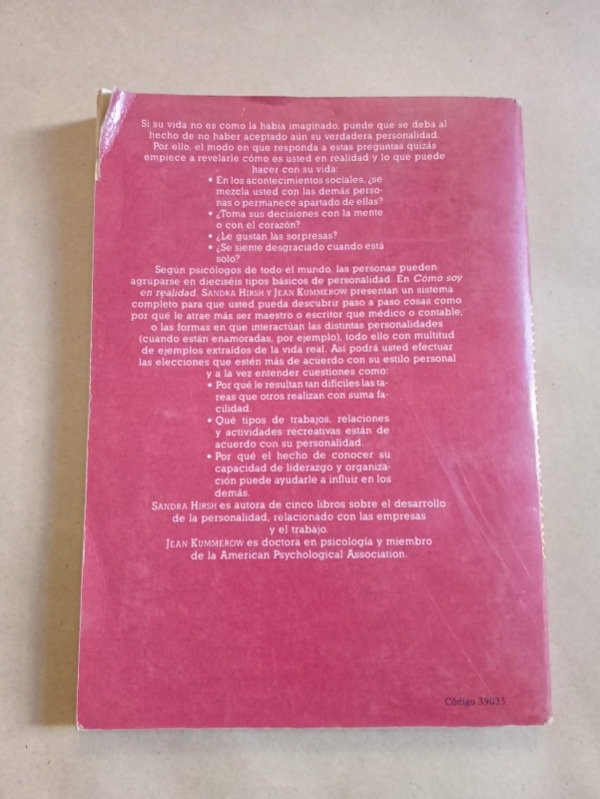 Si su vida no es como la había imaginado, puede que se deba al
hecho de no haber aceptado aún su verdadera personalidad.
Por ello, el modo en que responda a estas preguntas quizás
empiece a revelarle cómo es usted en realidad y lo que puede
hacer con su vida:
• En los acontecimientos sociales, ¿se
mezcla usted con las demás perso-
nas o permanece apartado de ellas?
• ¿Toma sus decisiones con la mente
o con el corazón?
• ¿Le gustan las sorpresas?
• ¿Se siente desgraciado cuando está
solo?
Según psicólogos de todo el mundo, las personas pueden
agruparse en dieciséis tipos básicos de personalidad. En Cómo soy
en realidad, SANDRA HIRSH Y JEAN KUMMEROW presentan un sistema
completo para que usted pueda descubrir paso a paso cosas como
por qué le atrae más ser maestro o escritor que médico o contable,
o las formas en que interactúan las distintas personalidades
(cuando están enamoradas, por ejemplo), todo ello con multitud
de ejemplos extraídos de la vida real. Así podrá usted efectuar
las elecciones que estén más de acuerdo con su estilo personal
y a la vez entender cuestiones como:
• Por qué le resultan tan difíciles las ta-
reas que otros realizan con suma fa-
cilidad.
• Qué tipos de trabajos, relaciones
y actividades recreativas están de
acuerdo con su personalidad.
• Por qué el hecho de conocer su
capacidad de liderazgo y organiza-
ción puede ayudarle a influir en los
demás.
SANDRA HIRSH es autora de cinco libros sobre el desarrollo
de la personalidad, relacionado con las empresas
y el trabajo.
JEAN KUMMEROW es doctora en psicología y miembro
de la American Psychological Association.
Código 39035